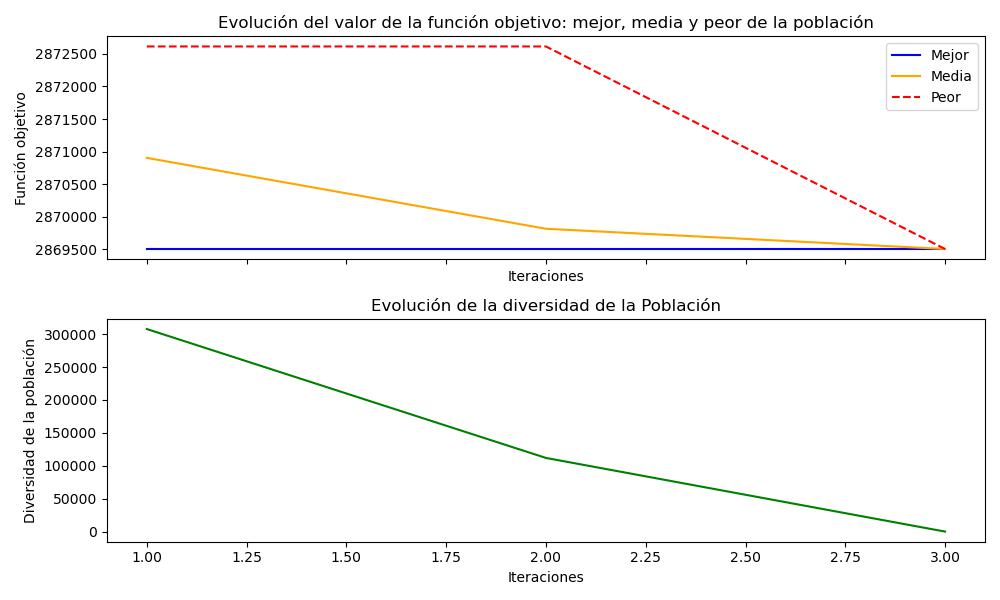 Evolución del valor de la función objetivo: mejor, media y peor de la población
Función objetivo
2872500
2872000
2871500
2871000
2870500
2870000
2869500
Mejor
Media
Peor
Iteraciones
Evolución de la diversidad de la Población
Diversidad de la población
300000
250000
200000
150000
100000
50000
0
1.00 1.25 1.50 1.75 2.00 2.25 2.50 2.75 3.00
Iteraciones